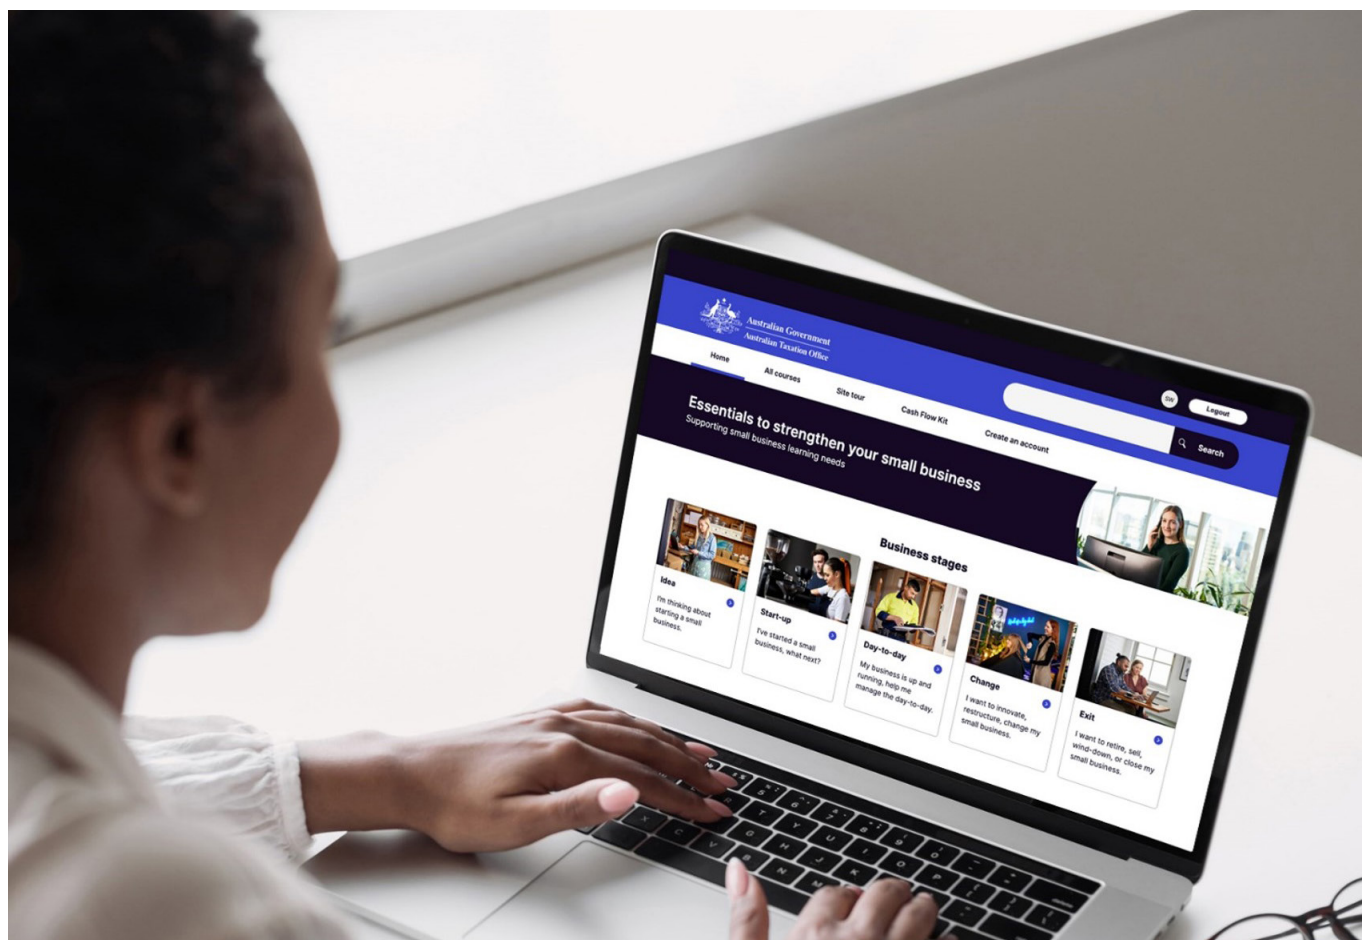 Australian Government
Australian Taxation Office
SW
Logout
Search
Home
All courses
Site tour
Cash Flow Kit
Create an account
Essentials to strengthen your small business
Supporting small business learning needs
Business stages
Idea
I'm thinking about
starting a small
business.
Start-up
I've started a small
business, what next?
Day-to-day
My business is up and
running, help me
manage the day-to-day.
Change
I want to innovate,
restructure, change my
small business.
Exit
I want to retire, sell,
wind-down, or close my
small business.